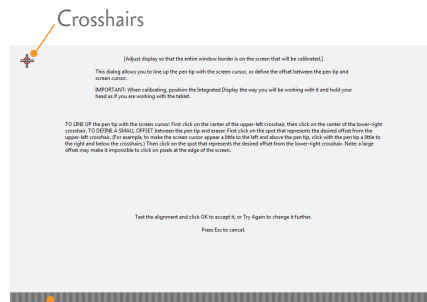 Crosshairs
[Adjust display so that the entire window border is on the screen that will be calibrated.]
This dialog allows you to line up the pen tip with the screen cursor, or define the offset between the pen tip and
screen cursor.
IMPORTANT: When calibrating, position the Integrated Display the way you will be working with it and hold your
head as if you are working with the tablet.
TO LINE UP the pen tip with the screen cursor: First click on the center of the upper-left crosshair, then click on the center of the lower-right
crosshair. TO DEFINE A SMALL OFFSET between the pen tip and eraser: First click on the spot that represents the desired offset from the
upper-left crosshair. (For example, to make the screen cursor appear a little to the left and above the pen tip, click with the pen tip a little to
the right and below the crosshairs.) Then click on the spot that represents the desired offset from the lower-right crosshair. Note: a large
offset may make it impossible to click on pixels at the edge of the screen.
Test the alignment and click OK to accept it, or Try Again to change it further.
Press Esc to cancel.